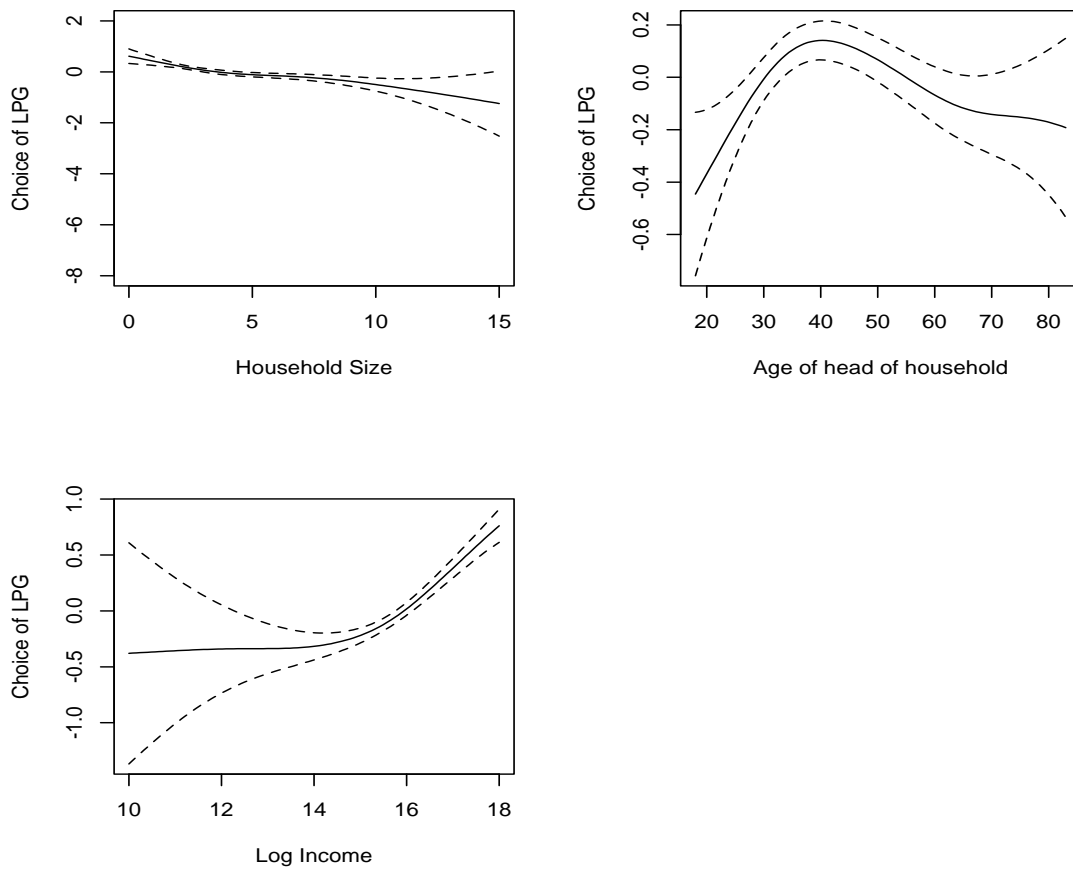 2
0
-2
-4
-6
-8
Choice of LPG
0 5 10 15
Household Size
0.2
0.0
-0.2
-0.4
-0.6
Choice of LPG
20 30 40 50 60 70 80
Age of head of household
1.0
0.5
0.0
-0.5
-1.0
Choice of LPG
10 12 14 16 18
Log Income